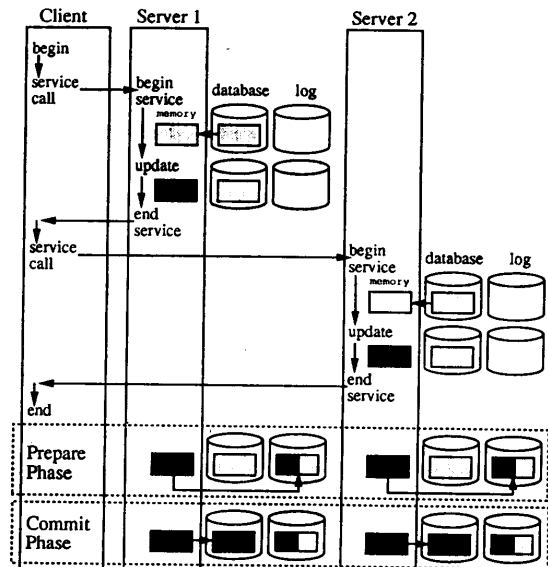 Client
Server 1
Server 2
begin
service
call
begin
service
database
log
memory
update
end
service
service
call
begin
service
database
log
memory
update
end
service
end
Prepare
Phase
Commit
Phase